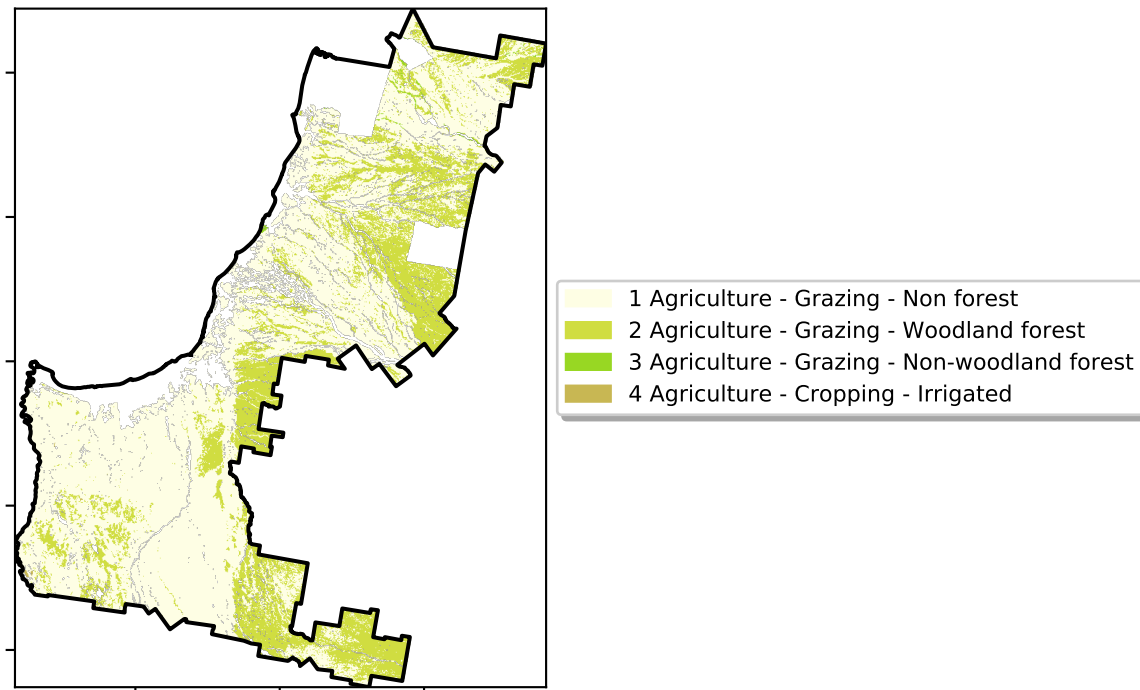 1 Agriculture - Grazing - Non forest
2 Agriculture - Grazing - Woodland forest
3 Agriculture - Grazing - Non-woodland forest
4 Agriculture - Cropping - Irrigated